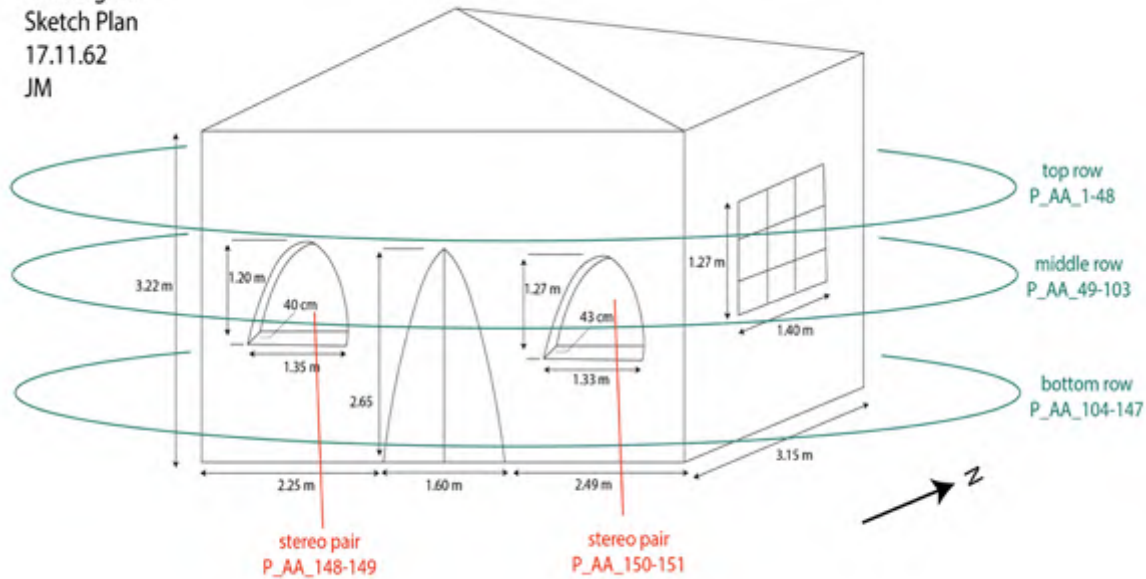 Sketch Plan
17.11.62
JM
top row
P_AA_1-48
3.22 m
1.20 m
40 cm
1.35 m
2.65
1.27 m
43 cm
1.33 m
1.27 m
1.40 m
middle row
P_AA_49-103
bottom row
P_AA_104-147
3.15 m
2.25 m
1.60 m
2.49 m
N
stereo pair
P_AA_148-149
stereo pair
P_AA_150-151